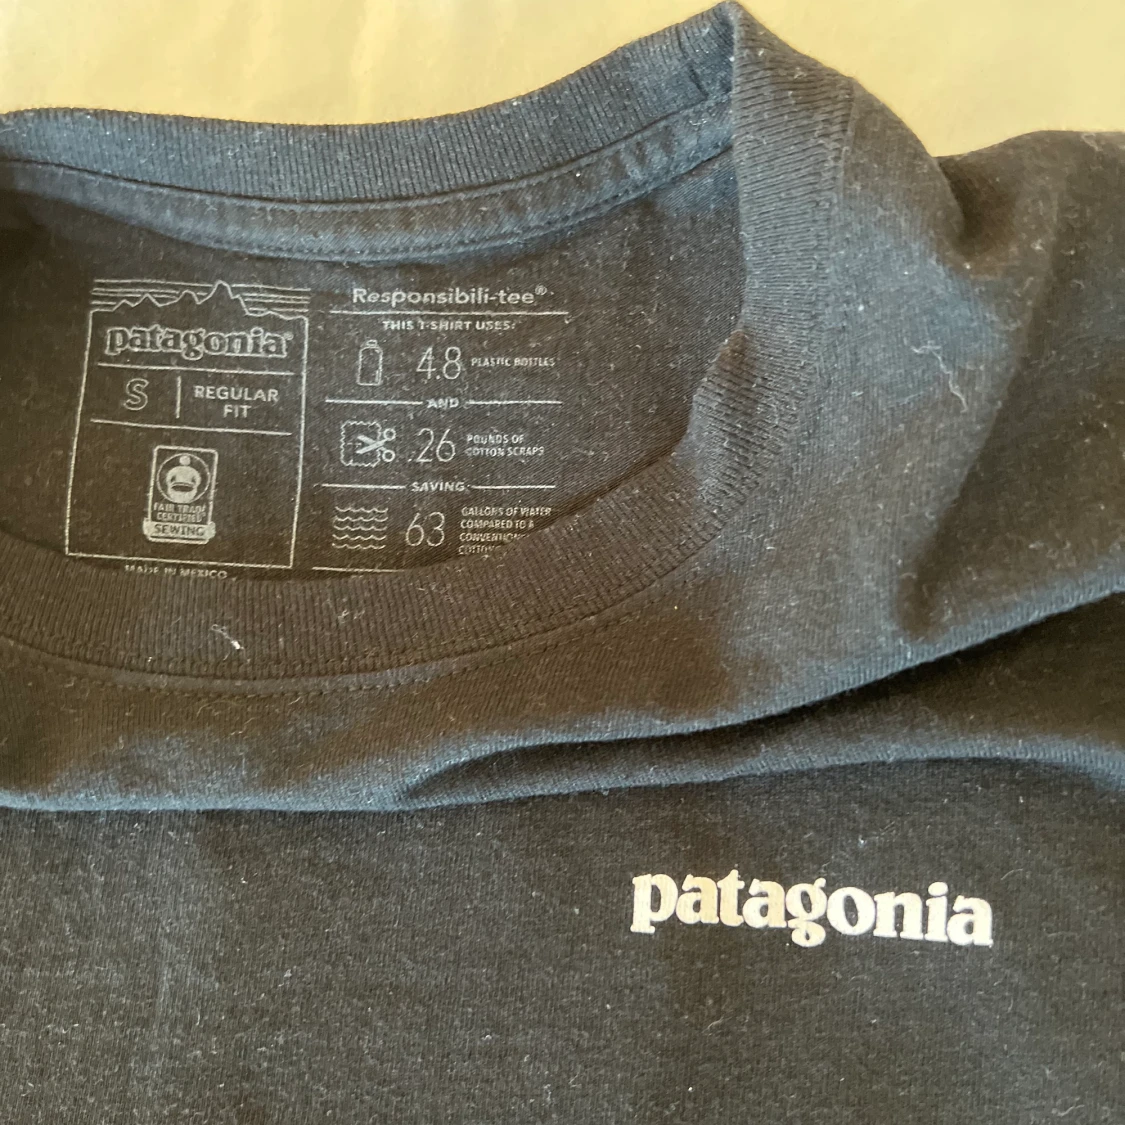 patagonia®
S
REGULAR
FIT
FAIR TRADE
CERTIFIED
SEWING
MADE IN MEXICO
Responsibili-tee®
THIS T-SHIRT USES:
4.8 PLASTIC BOTTLES
AND
.26 POUNDS OF
COTTON SCRAPS
SAVING
63 GALLONS OF WATER
COMPARED TO A
patagonia